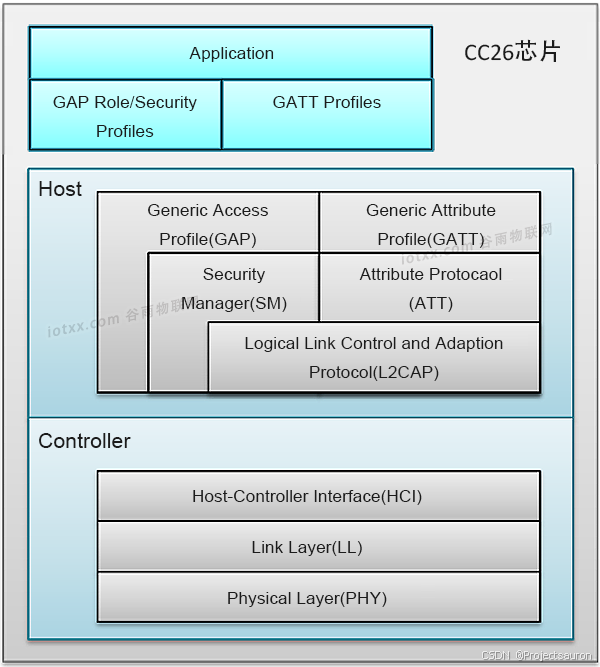 CC26芯片
Application
GAP Role/Security
Profiles
GATT Profiles
Host
Generic Access
Profile(GAP)
Generic Attribute
Profile(GATT)
Security
Manager(SM)
Attribute Protocaol
(ATT)
Logical Link Control and Adaption
Protocol(L2CAP)
iotxx.com 谷雨物联网
iotxx.com 谷雨物联网
Controller
Host-Controller Interface(HCI)
Link Layer(LL)
Physical Layer(PHY)
CSDN @Projectsauron